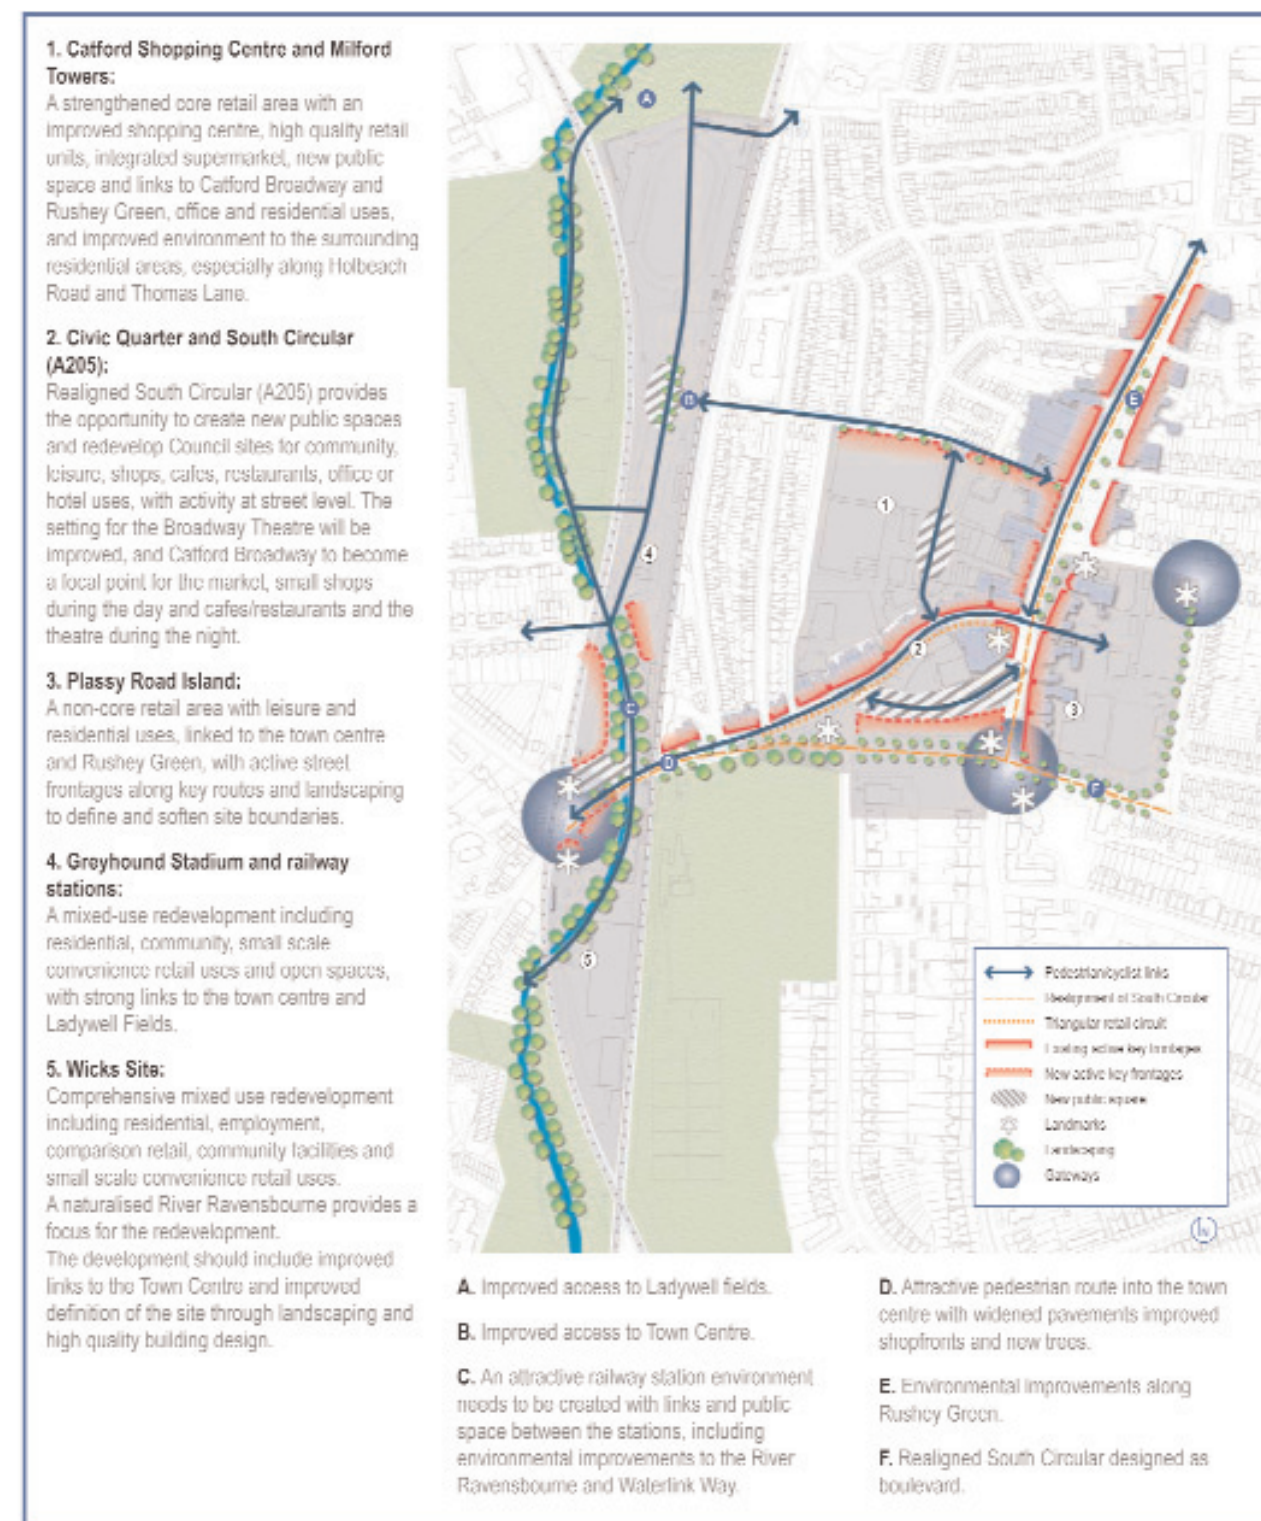 1. Catford Shopping Centre and Milford
Towers:
A strengthened core retail area with an
improved shopping centre, high quality retail
units, integrated supermarket, new public
space and links to Catford Broadway and
Rushey Green, office and residential uses,
and improved environment to the surrounding
residential areas, especially along Holbeach
Road and Thomas Lane.
2. Civic Quarter and South Circular
(A205):
Realigned South Circular (A205) provides
the opportunity to create new public spaces
and redevelop Council sites for community,
leisure, shops, cafes, restaurants, office or
hotel uses, with activity at street level. The
setting for the Broadway Theatre will be
improved, and Catford Broadway to become
a focal point for the market, small shops
during the day and cafes/restaurants and the
theatre during the night.
3. Plassy Road Island:
A non-core retail area with leisure and
residential uses, linked to the town centre
and Rushey Green, with active street
frontages along key routes and landscaping
to define and soften site boundaries.
4. Greyhound Stadium and railway
stations:
A mixed-use redevelopment including
residential, community, small scale
convenience retail uses and open spaces,
with strong links to the town centre and
Ladywell Fields.
5. Wicks Site:
Comprehensive mixed use redevelopment
including residential, employment,
comparison retail, community facilities and
small scale convenience retail uses.
A naturalised River Ravensbourne provides a
focus for the redevelopment.
The development should include improved
links to the Town Centre and improved
definition of the site through landscaping and
high quality building design.
A
B
E
1
4
2
C
3
D
F
5
Pedestrian/cyclist links
Realignment of South Circular
Triangular retail circuit
Existing active key frontages
New active key frontages
New public square
Landmarks
Landscaping
Gateways
A. Improved access to Ladywell fields.
B. Improved access to Town Centre.
C. An attractive railway station environment
needs to be created with links and public
space between the stations, including
environmental improvements to the River
Ravensbourne and Waterlink Way.
D. Attractive pedestrian route into the town
centre with widened pavements improved
shopfronts and new trees.
E. Environmental improvements along
Rushey Green.
F. Realigned South Circular designed as
boulevard.